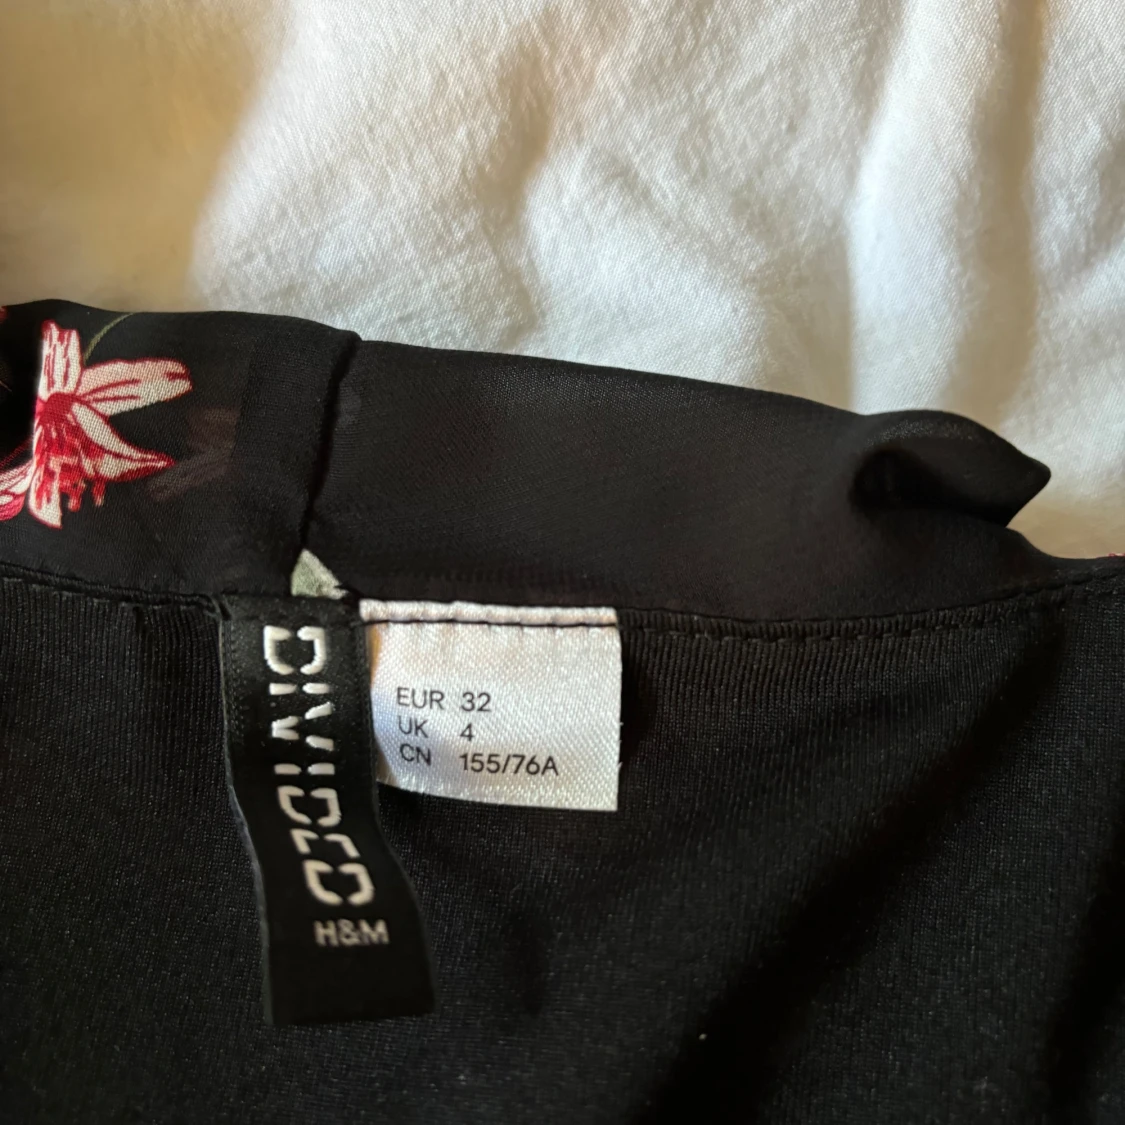 DIVIDED
H&M
EUR 32
UK 4
CN 155/76A